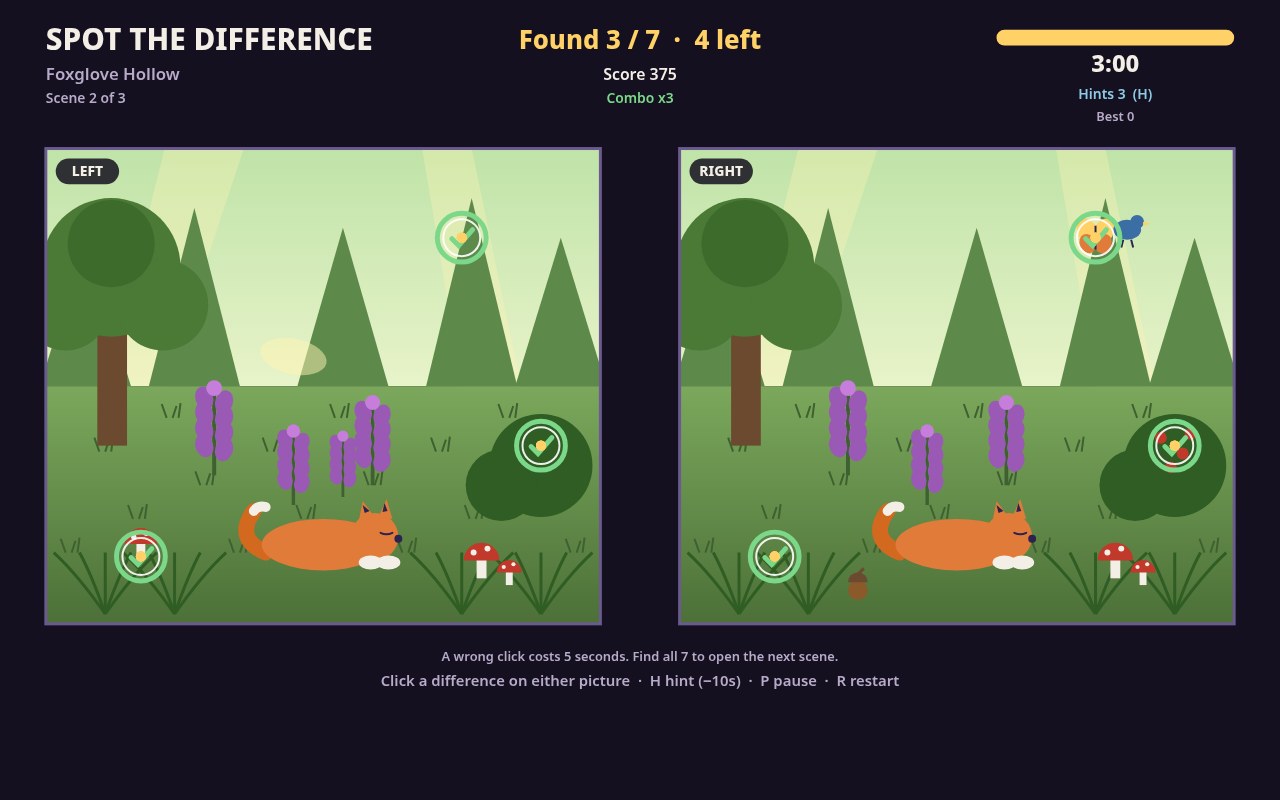 SPOT THE DIFFERENCE
Foxglove Hollow
Scene 2 of 3
Found 3 / 7 · 4 left
Score 375
Combo x3
3:00
Hints 3 (H)
Best 0
LEFT
RIGHT
A wrong click costs 5 seconds. Find all 7 to open the next scene.
Click a difference on either picture · H hint (−10s) · P pause · R restart